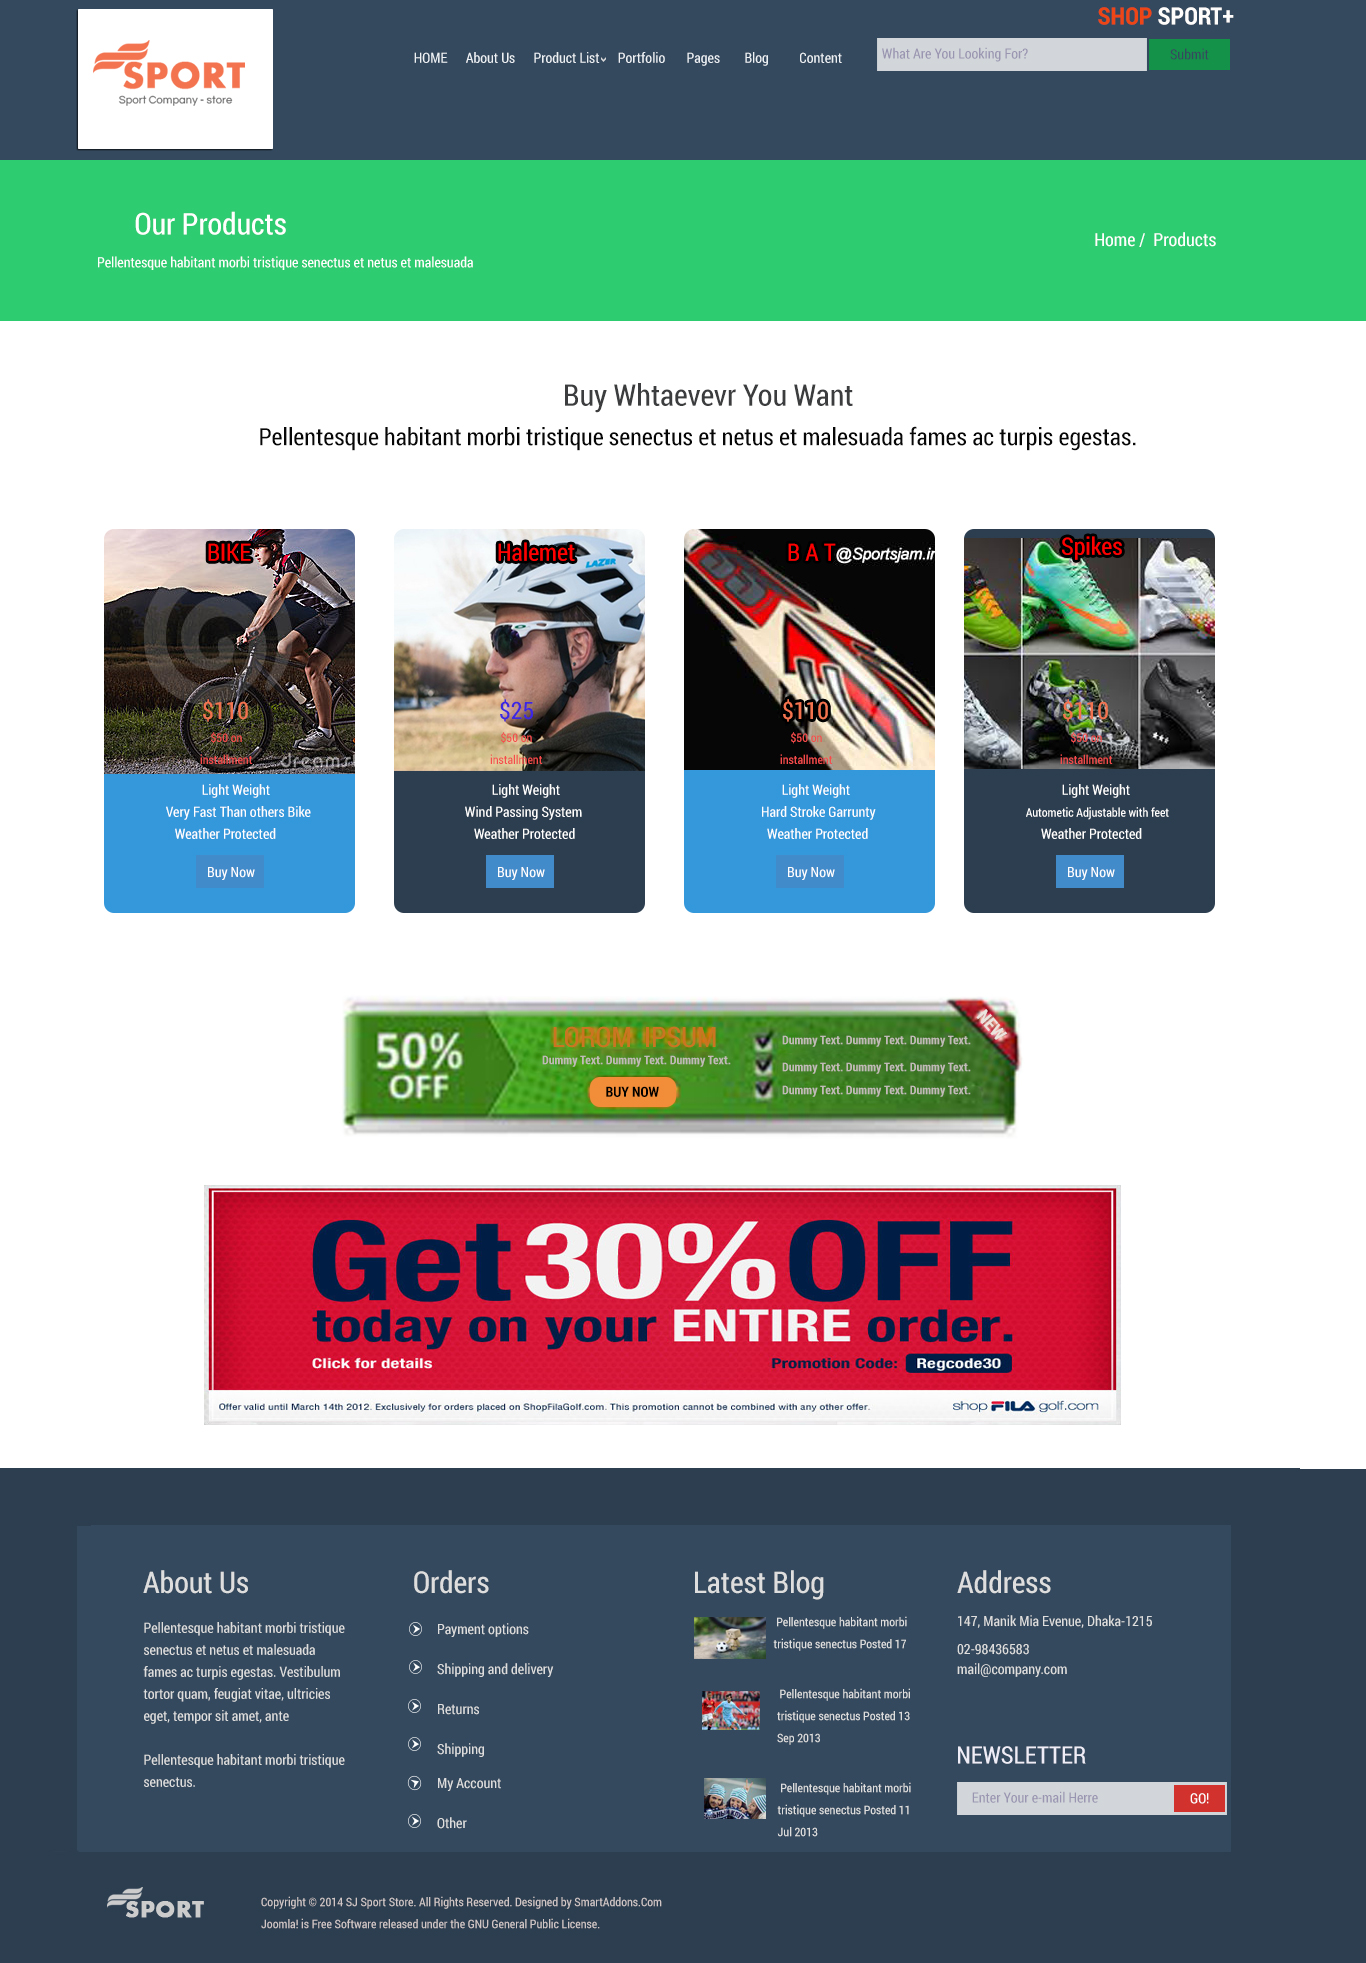 SHOP SPORT+
SPORT
Sport Company - store
HOME About Us Product List Portfolio Pages Blog Content
What Are You Looking For? Submit
Our Products
Pellentesque habitant morbi tristique senectus et netus et malesuada
Home / Products
Buy Whtaevevr You Want
Pellentesque habitant morbi tristique senectus et netus et malesuada fames ac turpis egestas.
BIKE
$110
$50 on
installment
dreams
Light Weight
Very Fast Than others Bike
Weather Protected
Buy Now
Halemet
LAZER
$25
$50 on
installment
Light Weight
Wind Passing System
Weather Protected
Buy Now
B A T @Sportsjam.in
$110
$50 on
installment
Light Weight
Hard Stroke Garrunty
Weather Protected
Buy Now
Spikes
$110
$50 on
installment
Light Weight
Autometic Adjustable with feet
Weather Protected
Buy Now
50%
OFF
IPSUM
Dummy Text. Dummy Text. Dummy Text.
BUY NOW
Dummy Text. Dummy Text. Dummy Text.
Dummy Text. Dummy Text. Dummy Text.
Dummy Text. Dummy Text. Dummy Text.
NEW
Get 30% OFF
today on your ENTIRE order.
Click for details
Promotion Code: Regcode30
Offer valid until March 14th 2012. Exclusively for orders placed on ShopFilaGolf.com. This promotion cannot be combined with any other offer.
shop FILA golf.com
About Us
Pellentesque habitant morbi tristique
senectus et netus et malesuada
fames ac turpis egestas. Vestibulum
tortor quam, feugiat vitae, ultricies
eget, tempor sit amet, ante
Pellentesque habitant morbi tristique
senectus.
Orders
Payment options
Shipping and delivery
Returns
Shipping
My Account
Other
Latest Blog
Pellentesque habitant morbi
tristique senectus Posted 17
Pellentesque habitant morbi
tristique senectus Posted 13
Sep 2013
Pellentesque habitant morbi
tristique senectus Posted 11
Jul 2013
Address
147, Manik Mia Evenue, Dhaka-1215
02-98436583
mail@company.com
NEWSLETTER
Enter Your e-mail Herre GO!
SPORT
Copyright © 2014 SJ Sport Store. All Rights Reserved. Designed by SmartAddons.Com
Joomla! is Free Software released under the GNU General Public License.